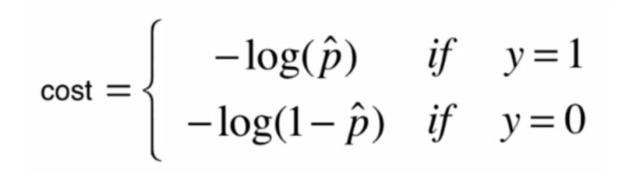 −log(p̂) if y = 1
cost =
−log(1 − p̂) if y = 0